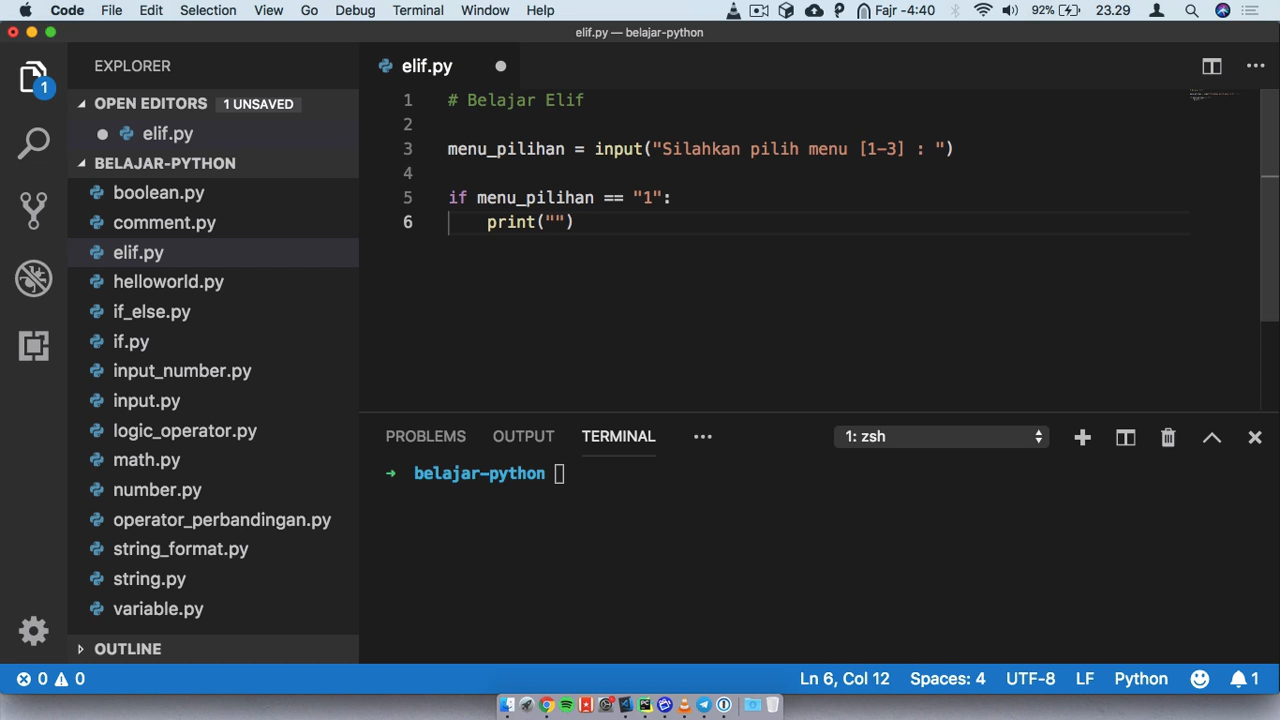 Code File Edit Selection View Go Debug Terminal Window Help Fajr -4:40 92% 23.29
elif.py — belajar-python
EXPLORER
OPEN EDITORS 1 UNSAVED
elif.py
BELAJAR-PYTHON
boolean.py
comment.py
elif.py
helloworld.py
if_else.py
if.py
input_number.py
input.py
logic_operator.py
math.py
number.py
operator_perbandingan.py
string_format.py
string.py
variable.py
OUTLINE
1
elif.py
1 # Belajar Elif
2
3 menu_pilihan = input("Silahkan pilih menu [1-3] : ")
4
5 if menu_pilihan == "1":
6 print("")
PROBLEMS OUTPUT TERMINAL ••• 1: zsh
➜ belajar-python
0 0 Ln 6, Col 12 Spaces: 4 UTF-8 LF Python 1